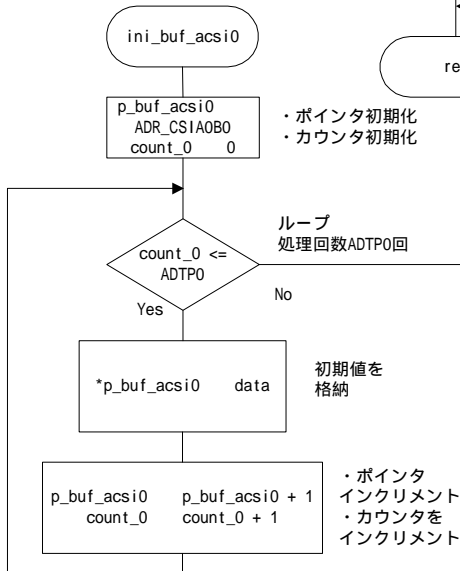 ini_buf_acsi0
re
p_buf_acsi0
ADR_CSIA0B0
count_0 0
・ポインタ初期化
・カウンタ初期化
count_0 <=
ADTP0
ループ
処理回数ADTP0回
Yes
No
*p_buf_acsi0 data
初期値を
格納
p_buf_acsi0 p_buf_acsi0 + 1
count_0 count_0 + 1
・ポインタ
インクリメント
・カウンタを
インクリメント